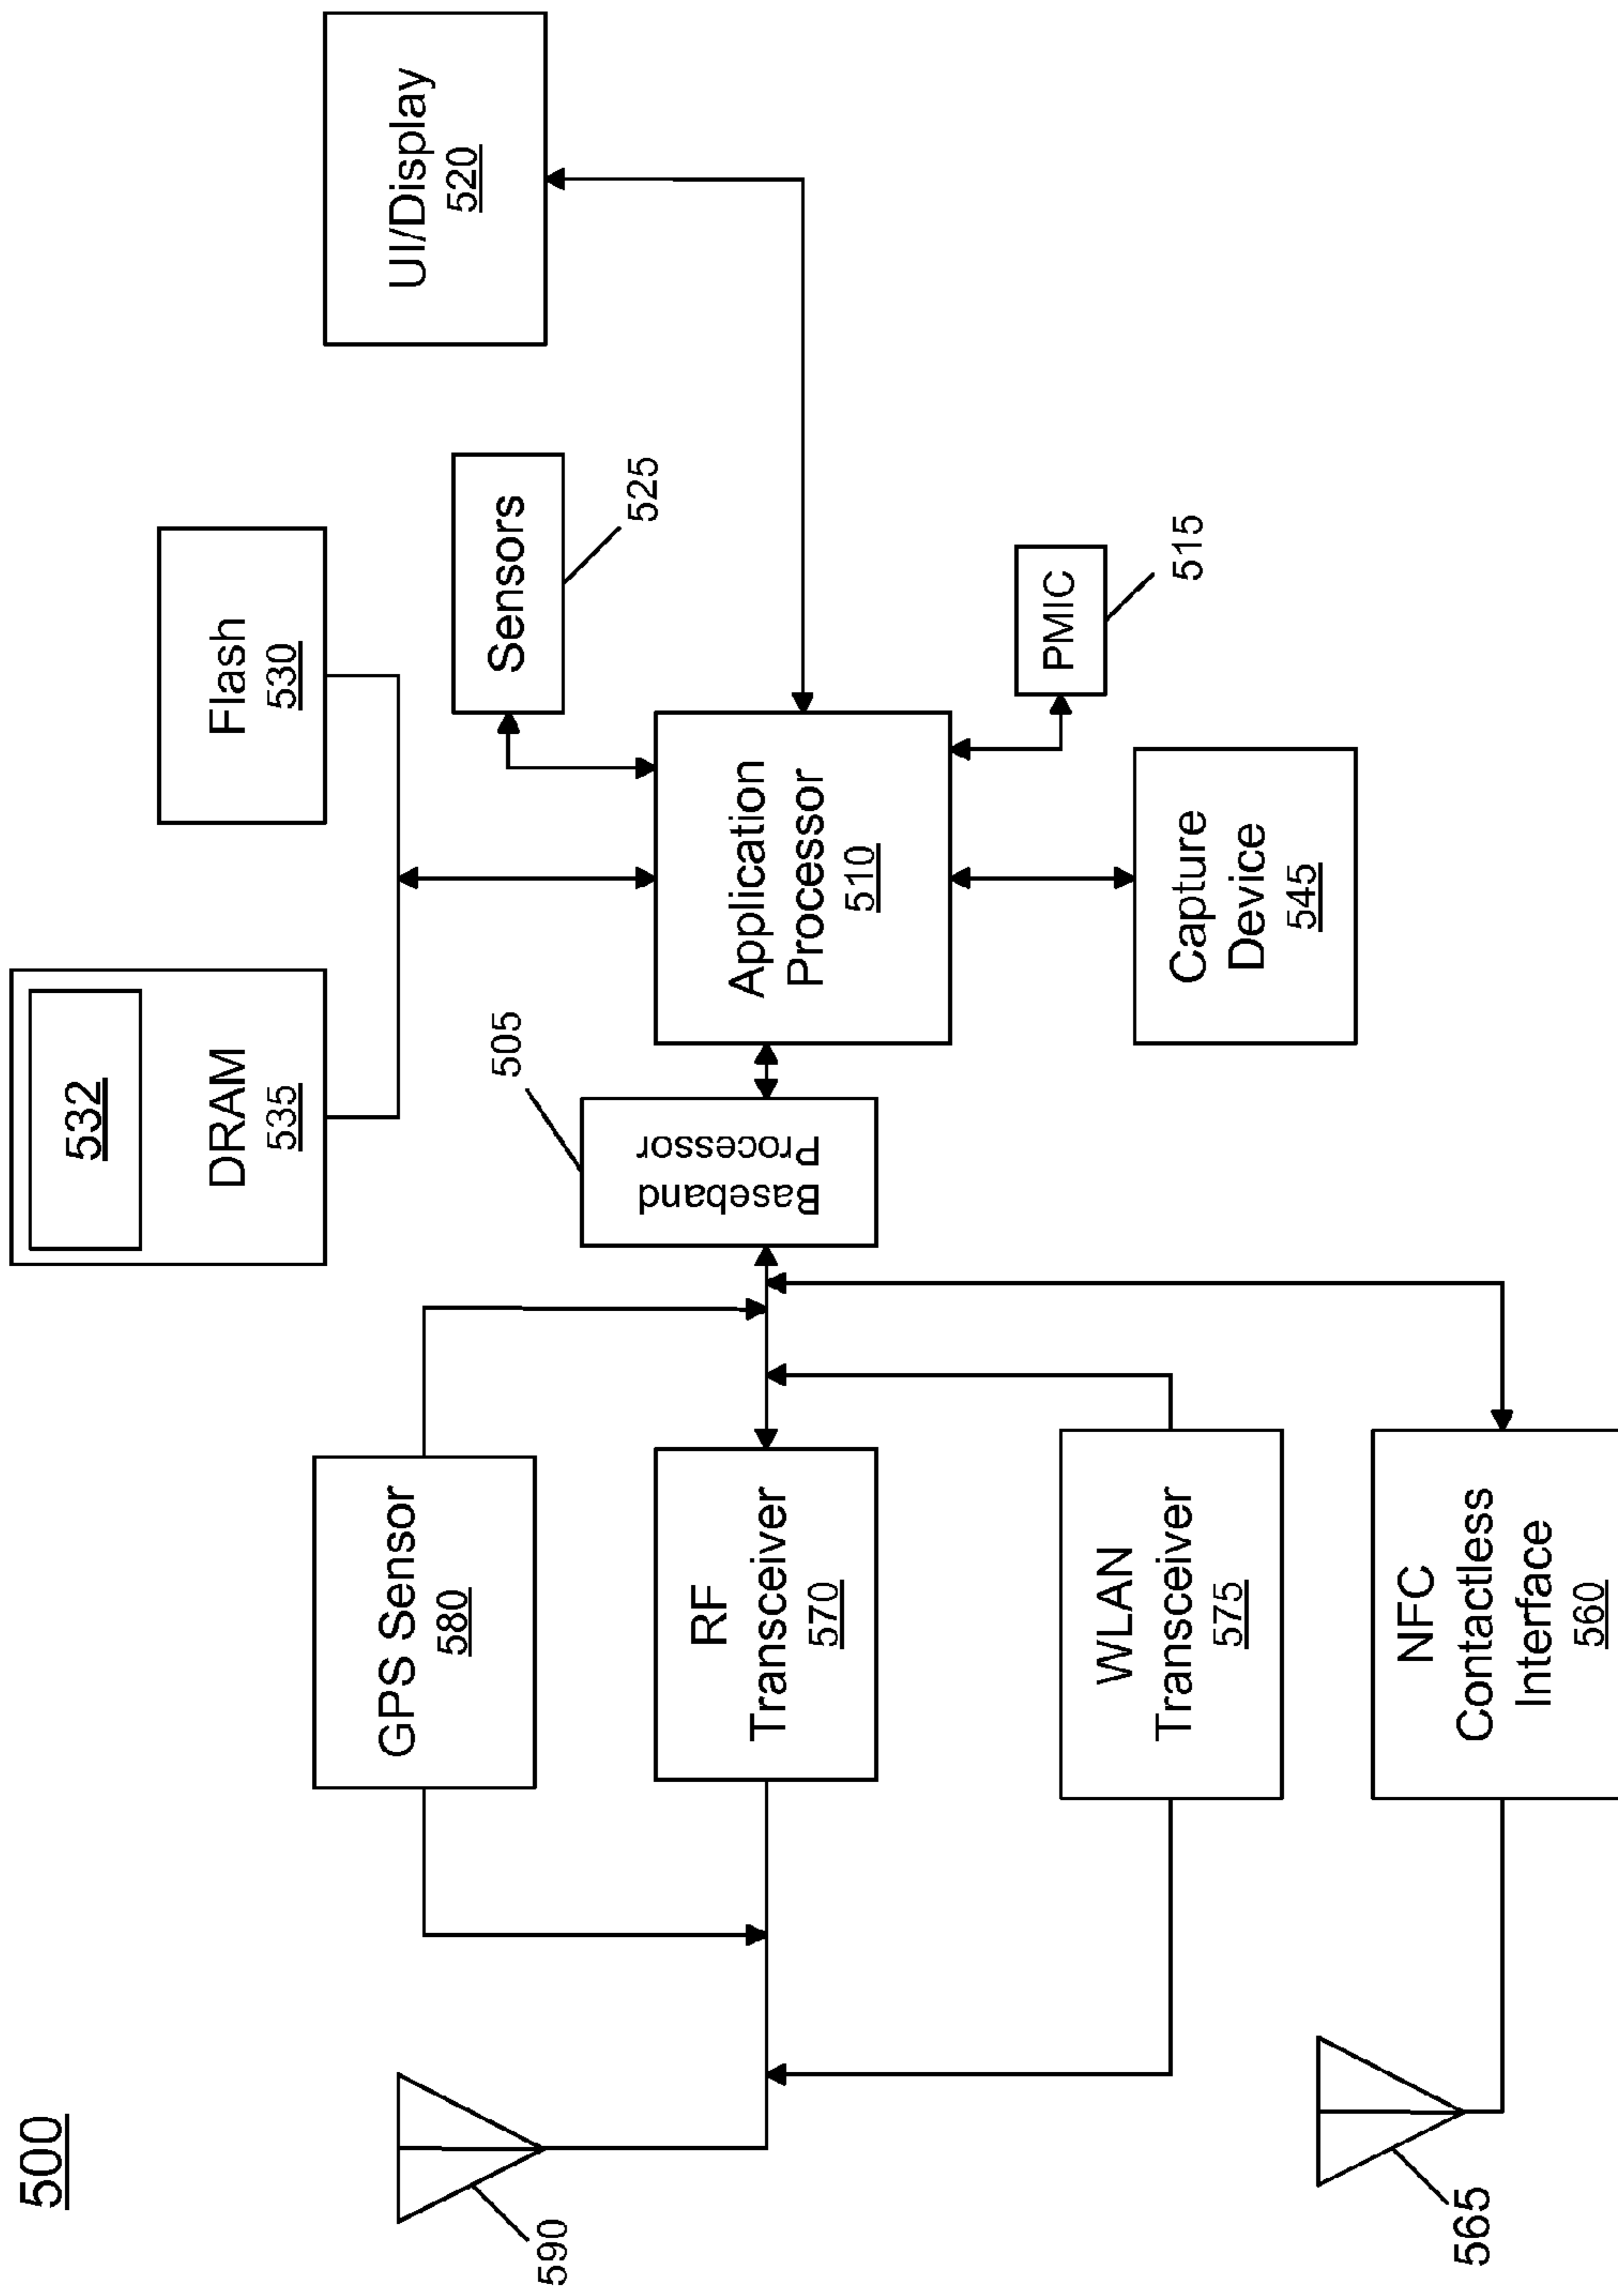 500
532
DRAM
535
Flash
530
UI/Display
520
Sensors
525
505
Baseband
Processor
Application
Processor
510
PMIC
515
Capture
Device
545
GPS Sensor
580
RF
Transceiver
570
WLAN
Transceiver
575
NFC
Contactless
Interface
560
590
565